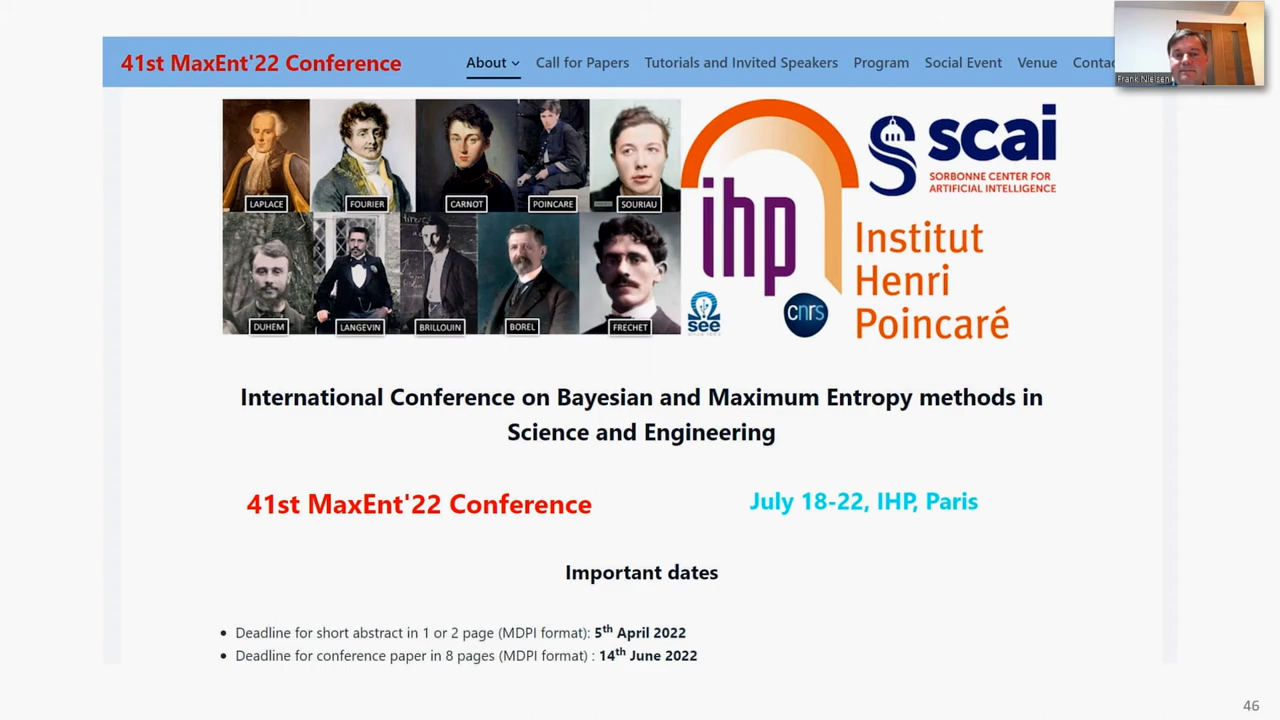 41st MaxEnt'22 Conference
About Call for Papers Tutorials and Invited Speakers Program Social Event Venue Contac
Frank Nielsen
LAPLACE FOURIER CARNOT POINCARE SOURIAU
DUHEM LANGEVIN BRILLOUIN BOREL FRECHET
ihp
see
cnrs
scai
SORBONNE CENTER FOR
ARTIFICIAL INTELLIGENCE
Institut
Henri
Poincaré
International Conference on Bayesian and Maximum Entropy methods in
Science and Engineering
41st MaxEnt'22 Conference July 18-22, IHP, Paris
Important dates
• Deadline for short abstract in 1 or 2 page (MDPI format): 5th April 2022
• Deadline for conference paper in 8 pages (MDPI format) : 14th June 2022
46